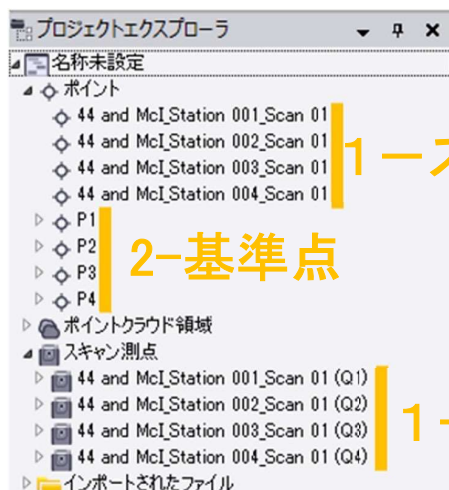 プロジェクトエクスプローラ
名称未設定
ポイント
44 and McI_Station 001_Scan 01
44 and McI_Station 002_Scan 01
44 and McI_Station 003_Scan 01
44 and McI_Station 004_Scan 01
1-ス
P1
P2
P3
P4
2-基準点
ポイントクラウド領域
スキャン測点
44 and McI_Station 001_Scan 01 (Q1)
44 and McI_Station 002_Scan 01 (Q2)
44 and McI_Station 003_Scan 01 (Q3)
44 and McI_Station 004_Scan 01 (Q4)
1-
インポートされたファイル